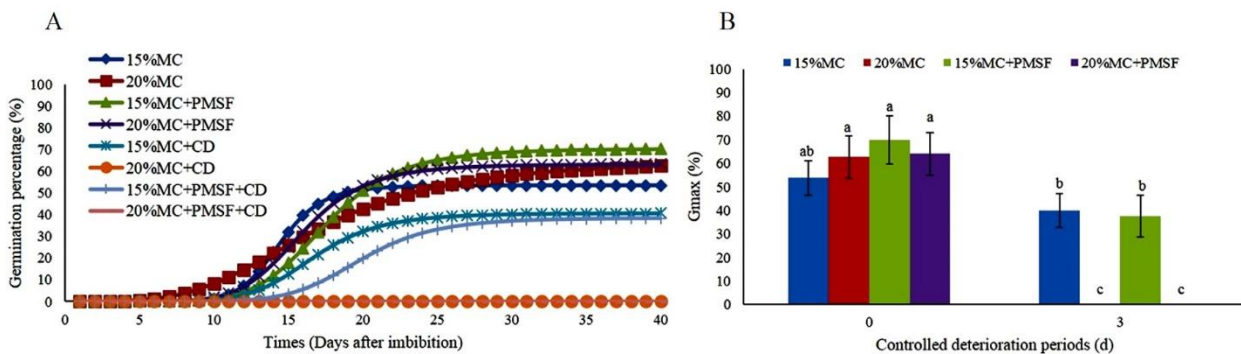 A
15%MC
20%MC
15%MC+PMSF
20%MC+PMSF
15%MC+CD
20%MC+CD
15%MC+PMSF+CD
20%MC+PMSF+CD
Germination percentage (%)
100
90
80
70
60
50
40
30
20
10
0
0 5 10 15 20 25 30 35 40
Times (Days after imbibition)
B
15%MC 20%MC 15%MC+PMSF 20%MC+PMSF
Gmax (%)
100
90
80
70
60
50
40
30
20
10
0
ab a a a b c b c
0 3
Controlled deterioration periods (d)